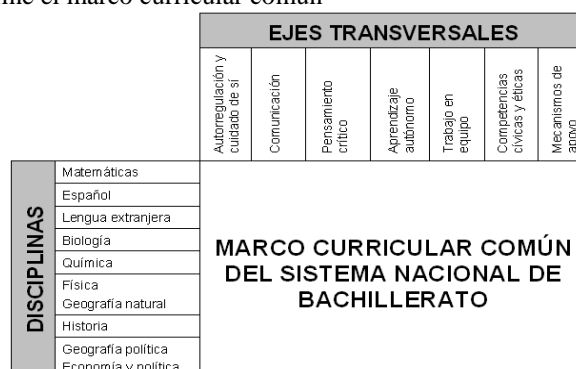 el marco curricular común
EJES TRANSVERSALES
Autorregulación y
cuidado de sí
Comunicación
Pensamiento
crítico
Aprendizaje
autónomo
Trabajo en
equipo
Competencias
cívicas y éticas
Mecanismos de
apoyo
DISCIPLINAS
Matemáticas
Español
Lengua extranjera
Biología
Química
Física
Geografía natural
Historia
Geografía política
Economía y política
MARCO CURRICULAR COMÚN
DEL SISTEMA NACIONAL DE
BACHILLERATO